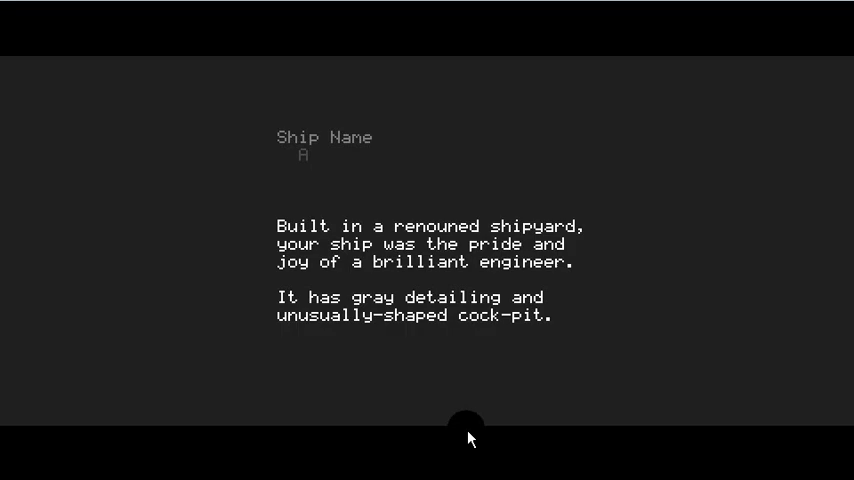 Ship Name
A
Built in a renouned shipyard,
your ship was the pride and
joy of a brilliant engineer.
It has gray detailing and
unusually-shaped cock-pit.